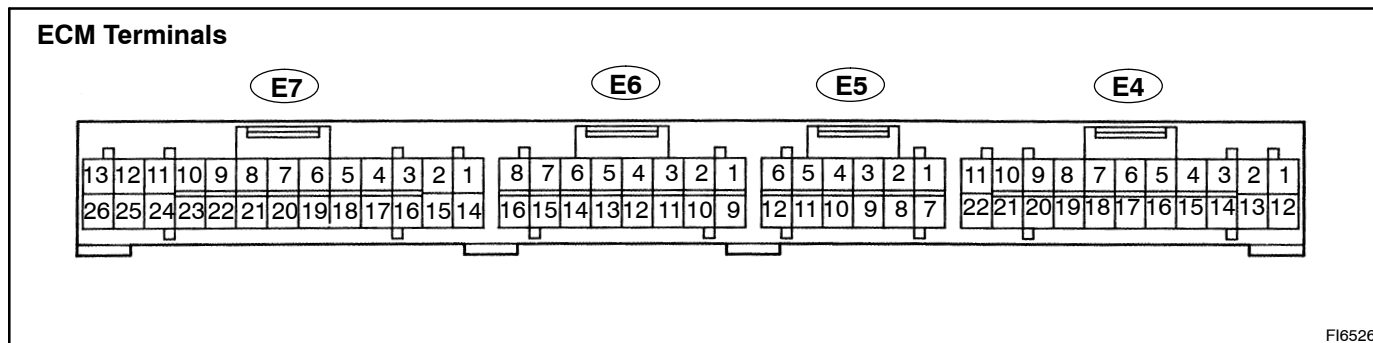 ECM Terminals
E7 E6 E5 E4
13 12 11 10 9 8 7 6 5 4 3 2 1 8 7 6 5 4 3 2 1 6 5 4 3 2 1 11 10 9 8 7 6 5 4 3 2 1
26 25 24 23 22 21 20 19 18 17 16 15 14 16 15 14 13 12 11 10 9 12 11 10 9 8 7 22 21 20 19 18 17 16 15 14 13 12
FI6526